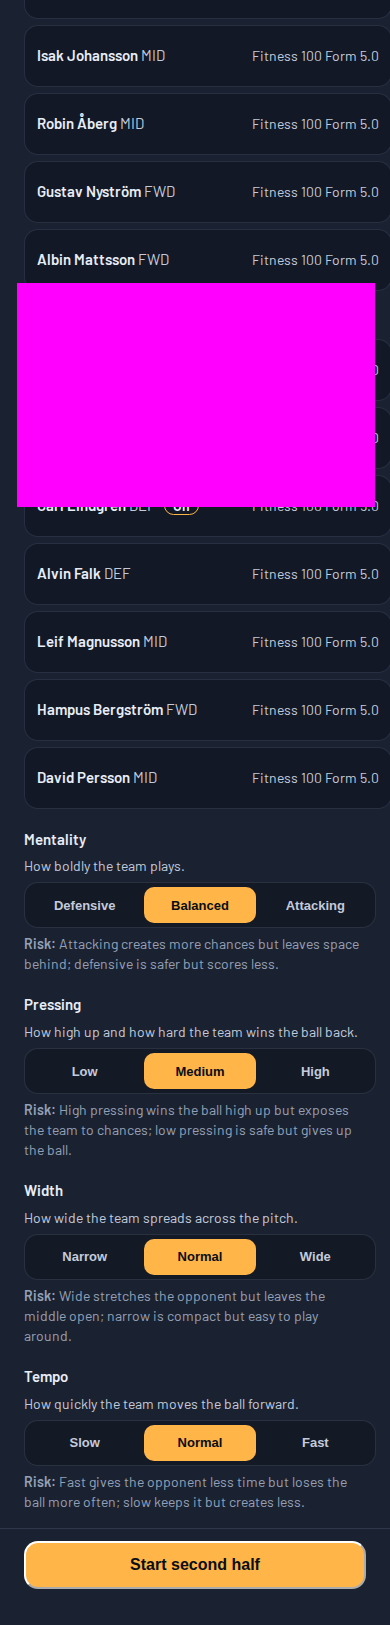 Isak Johansson MID Fitness 100 Form 5.0
Robin Åberg MID Fitness 100 Form 5.0
Gustav Nyström FWD Fitness 100 Form 5.0
Albin Mattsson FWD Fitness 100 Form 5.0
Alvin Falk DEF Fitness 100 Form 5.0
Leif Magnusson MID Fitness 100 Form 5.0
Hampus Bergström FWD Fitness 100 Form 5.0
David Persson MID Fitness 100 Form 5.0
Mentality
How boldly the team plays.
Defensive Balanced Attacking
Risk: Attacking creates more chances but leaves space
behind; defensive is safer but scores less.
Pressing
How high up and how hard the team wins the ball back.
Low Medium High
Risk: High pressing wins the ball high up but exposes
the team to chances; low pressing is safe but gives up
the ball.
Width
How wide the team spreads across the pitch.
Narrow Normal Wide
Risk: Wide stretches the opponent but leaves the
middle open; narrow is compact but easy to play
around.
Tempo
How quickly the team moves the ball forward.
Slow Normal Fast
Risk: Fast gives the opponent less time but loses the
ball more often; slow keeps it but creates less.
Start second half